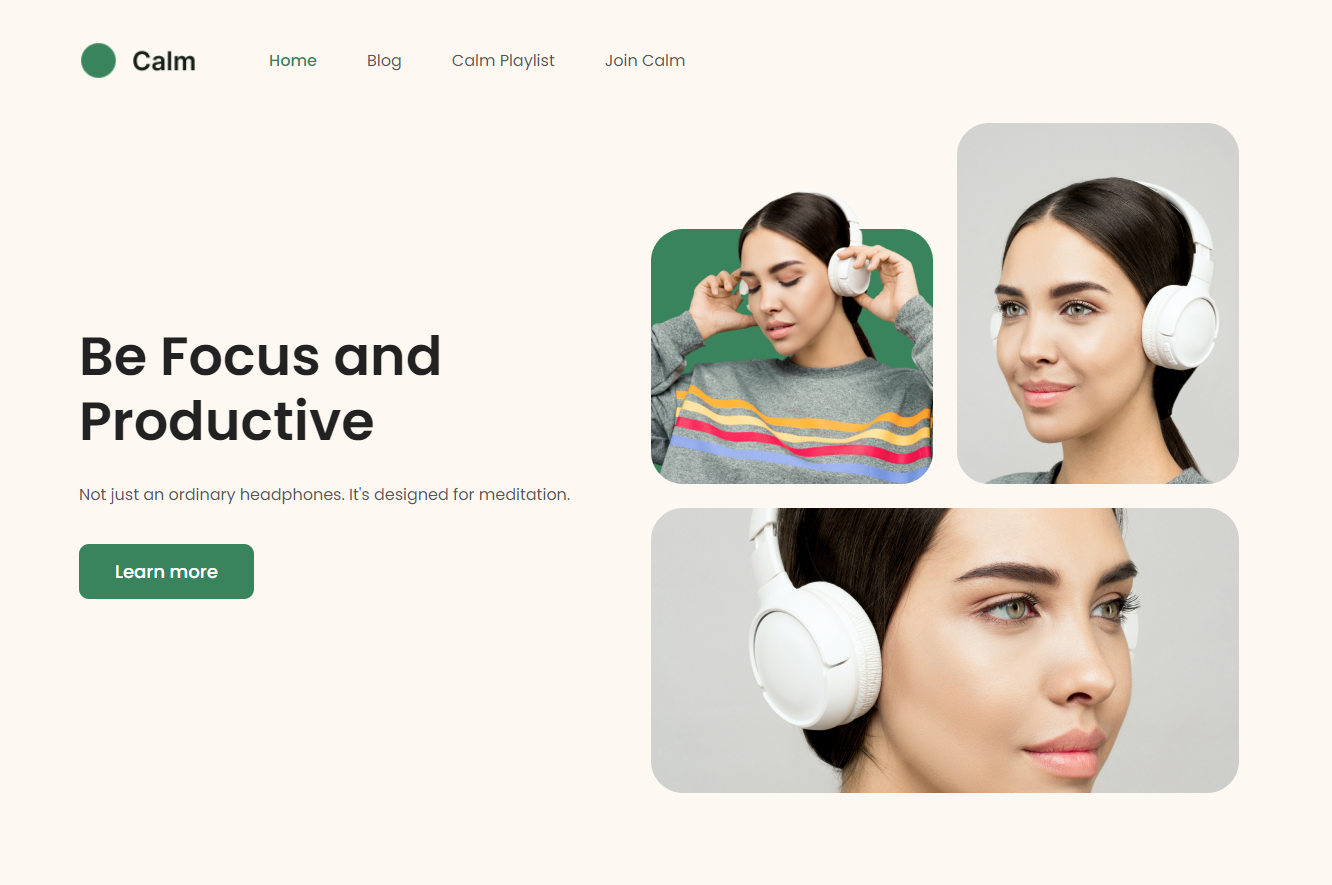 Calm
Home
Blog
Calm Playlist
Join Calm
Be Focus and
Productive
Not just an ordinary headphones. It's designed for meditation.
Learn more